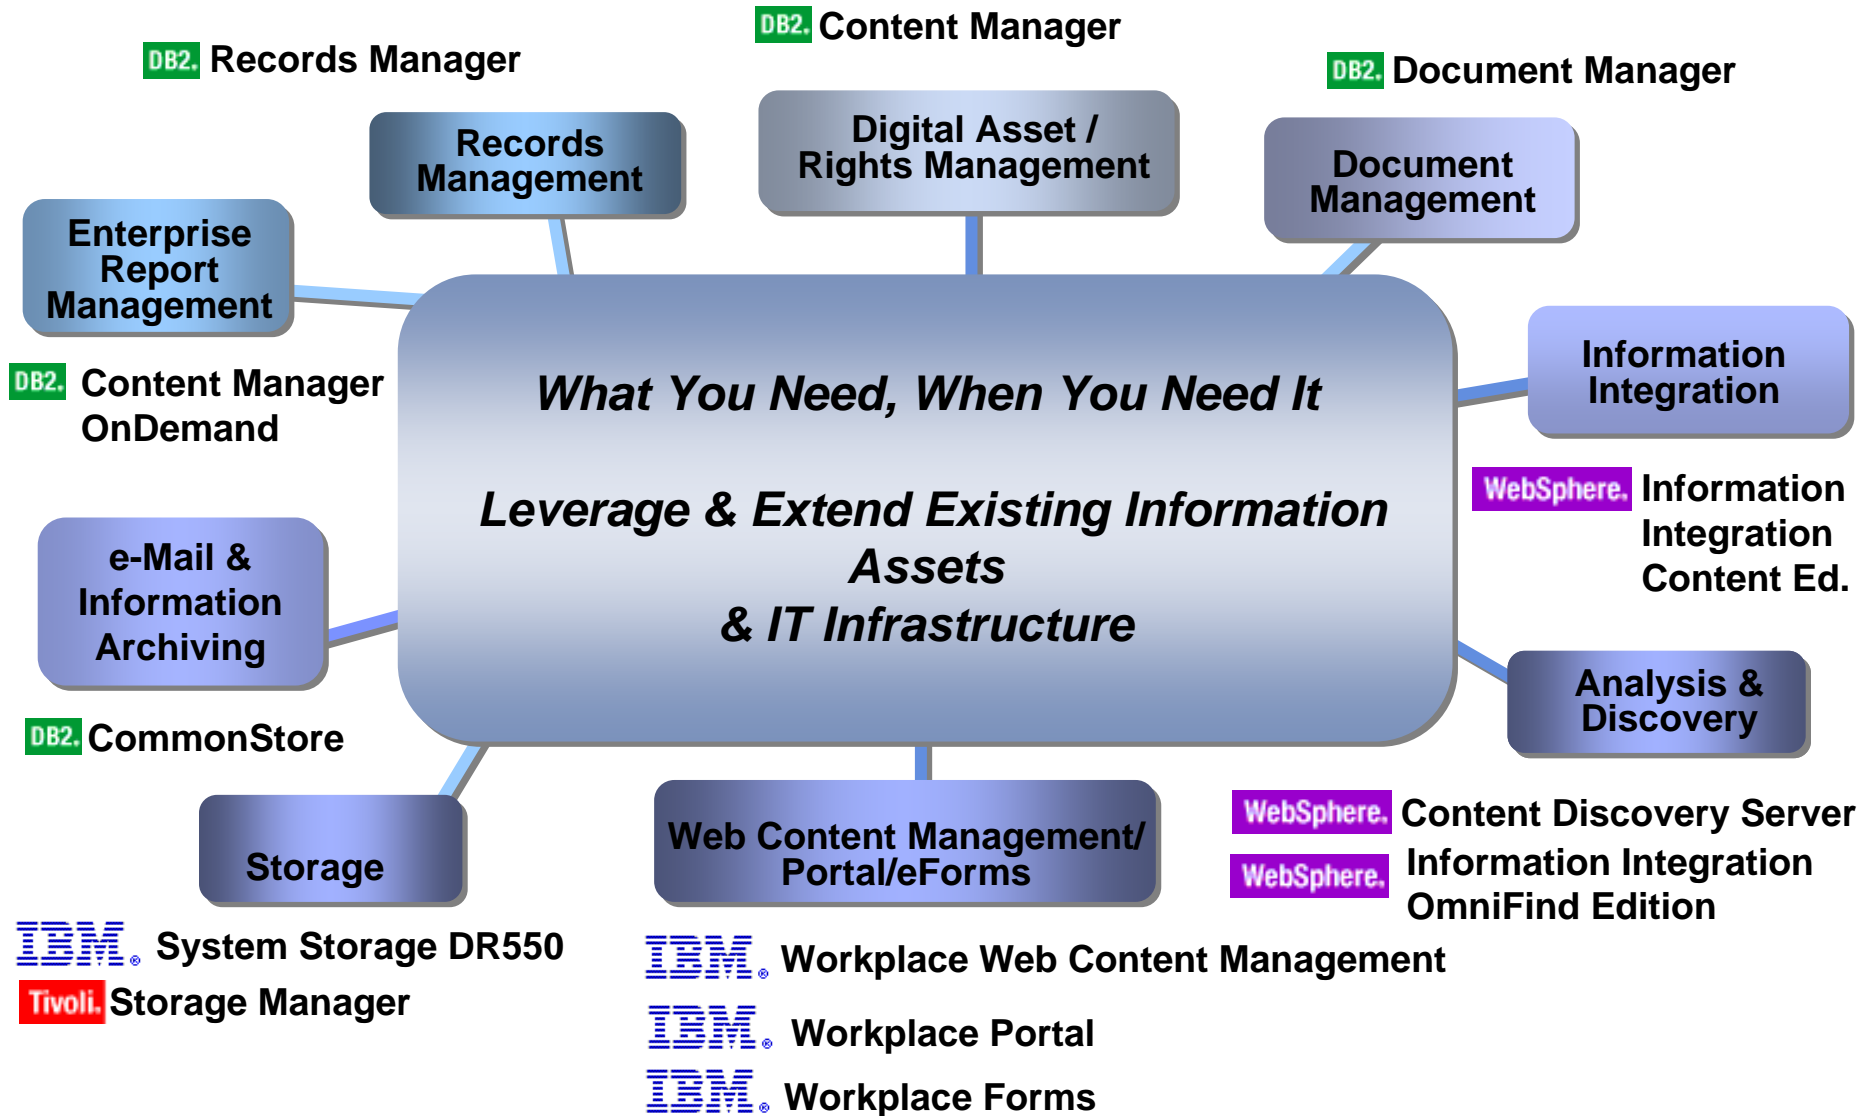 DB2. Content Manager
DB2. Records Manager
DB2. Document Manager
Records
Management
Digital Asset /
Rights Management
Document
Management
Enterprise
Report
Management
DB2. Content Manager
OnDemand
What You Need, When You Need It
Leverage & Extend Existing Information
Assets
& IT Infrastructure
Information
Integration
WebSphere. Information
Integration
Content Ed.
e-Mail &
Information
Archiving
DB2. CommonStore
Analysis &
Discovery
WebSphere. Content Discovery Server
WebSphere. Information Integration
OmniFind Edition
Storage
IBM® System Storage DR550
Tivoli. Storage Manager
Web Content Management/
Portal/eForms
IBM® Workplace Web Content Management
IBM® Workplace Portal
IBM® Workplace Forms